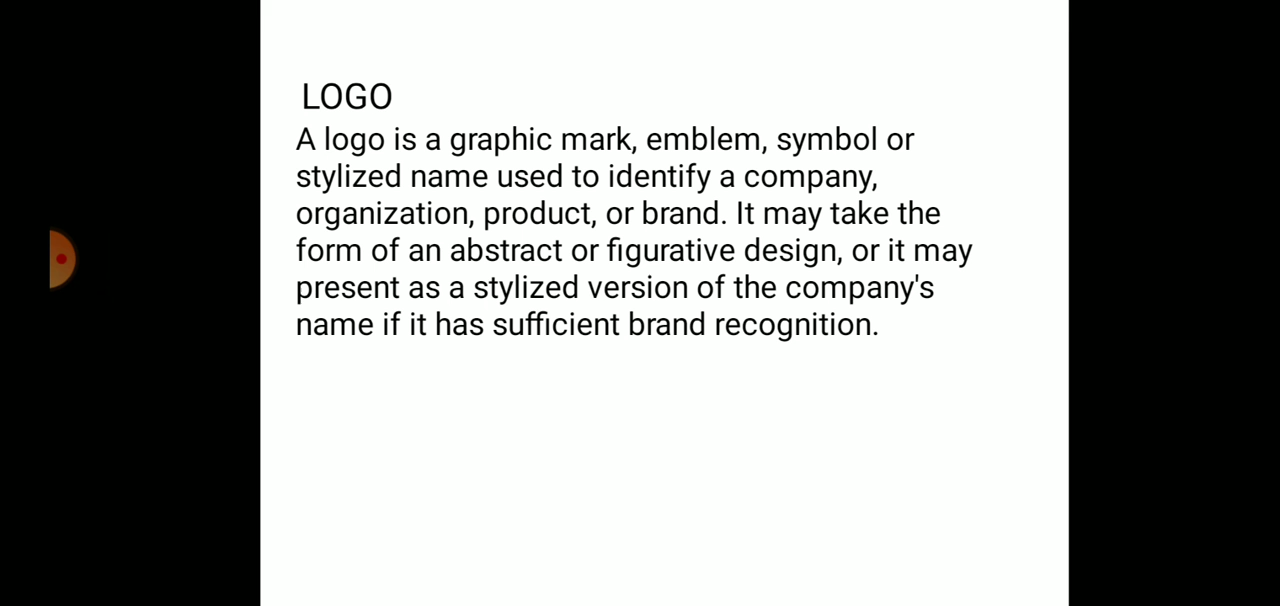 LOGO
A logo is a graphic mark, emblem, symbol or
stylized name used to identify a company,
organization, product, or brand. It may take the
form of an abstract or figurative design, or it may
present as a stylized version of the company's
name if it has sufficient brand recognition.